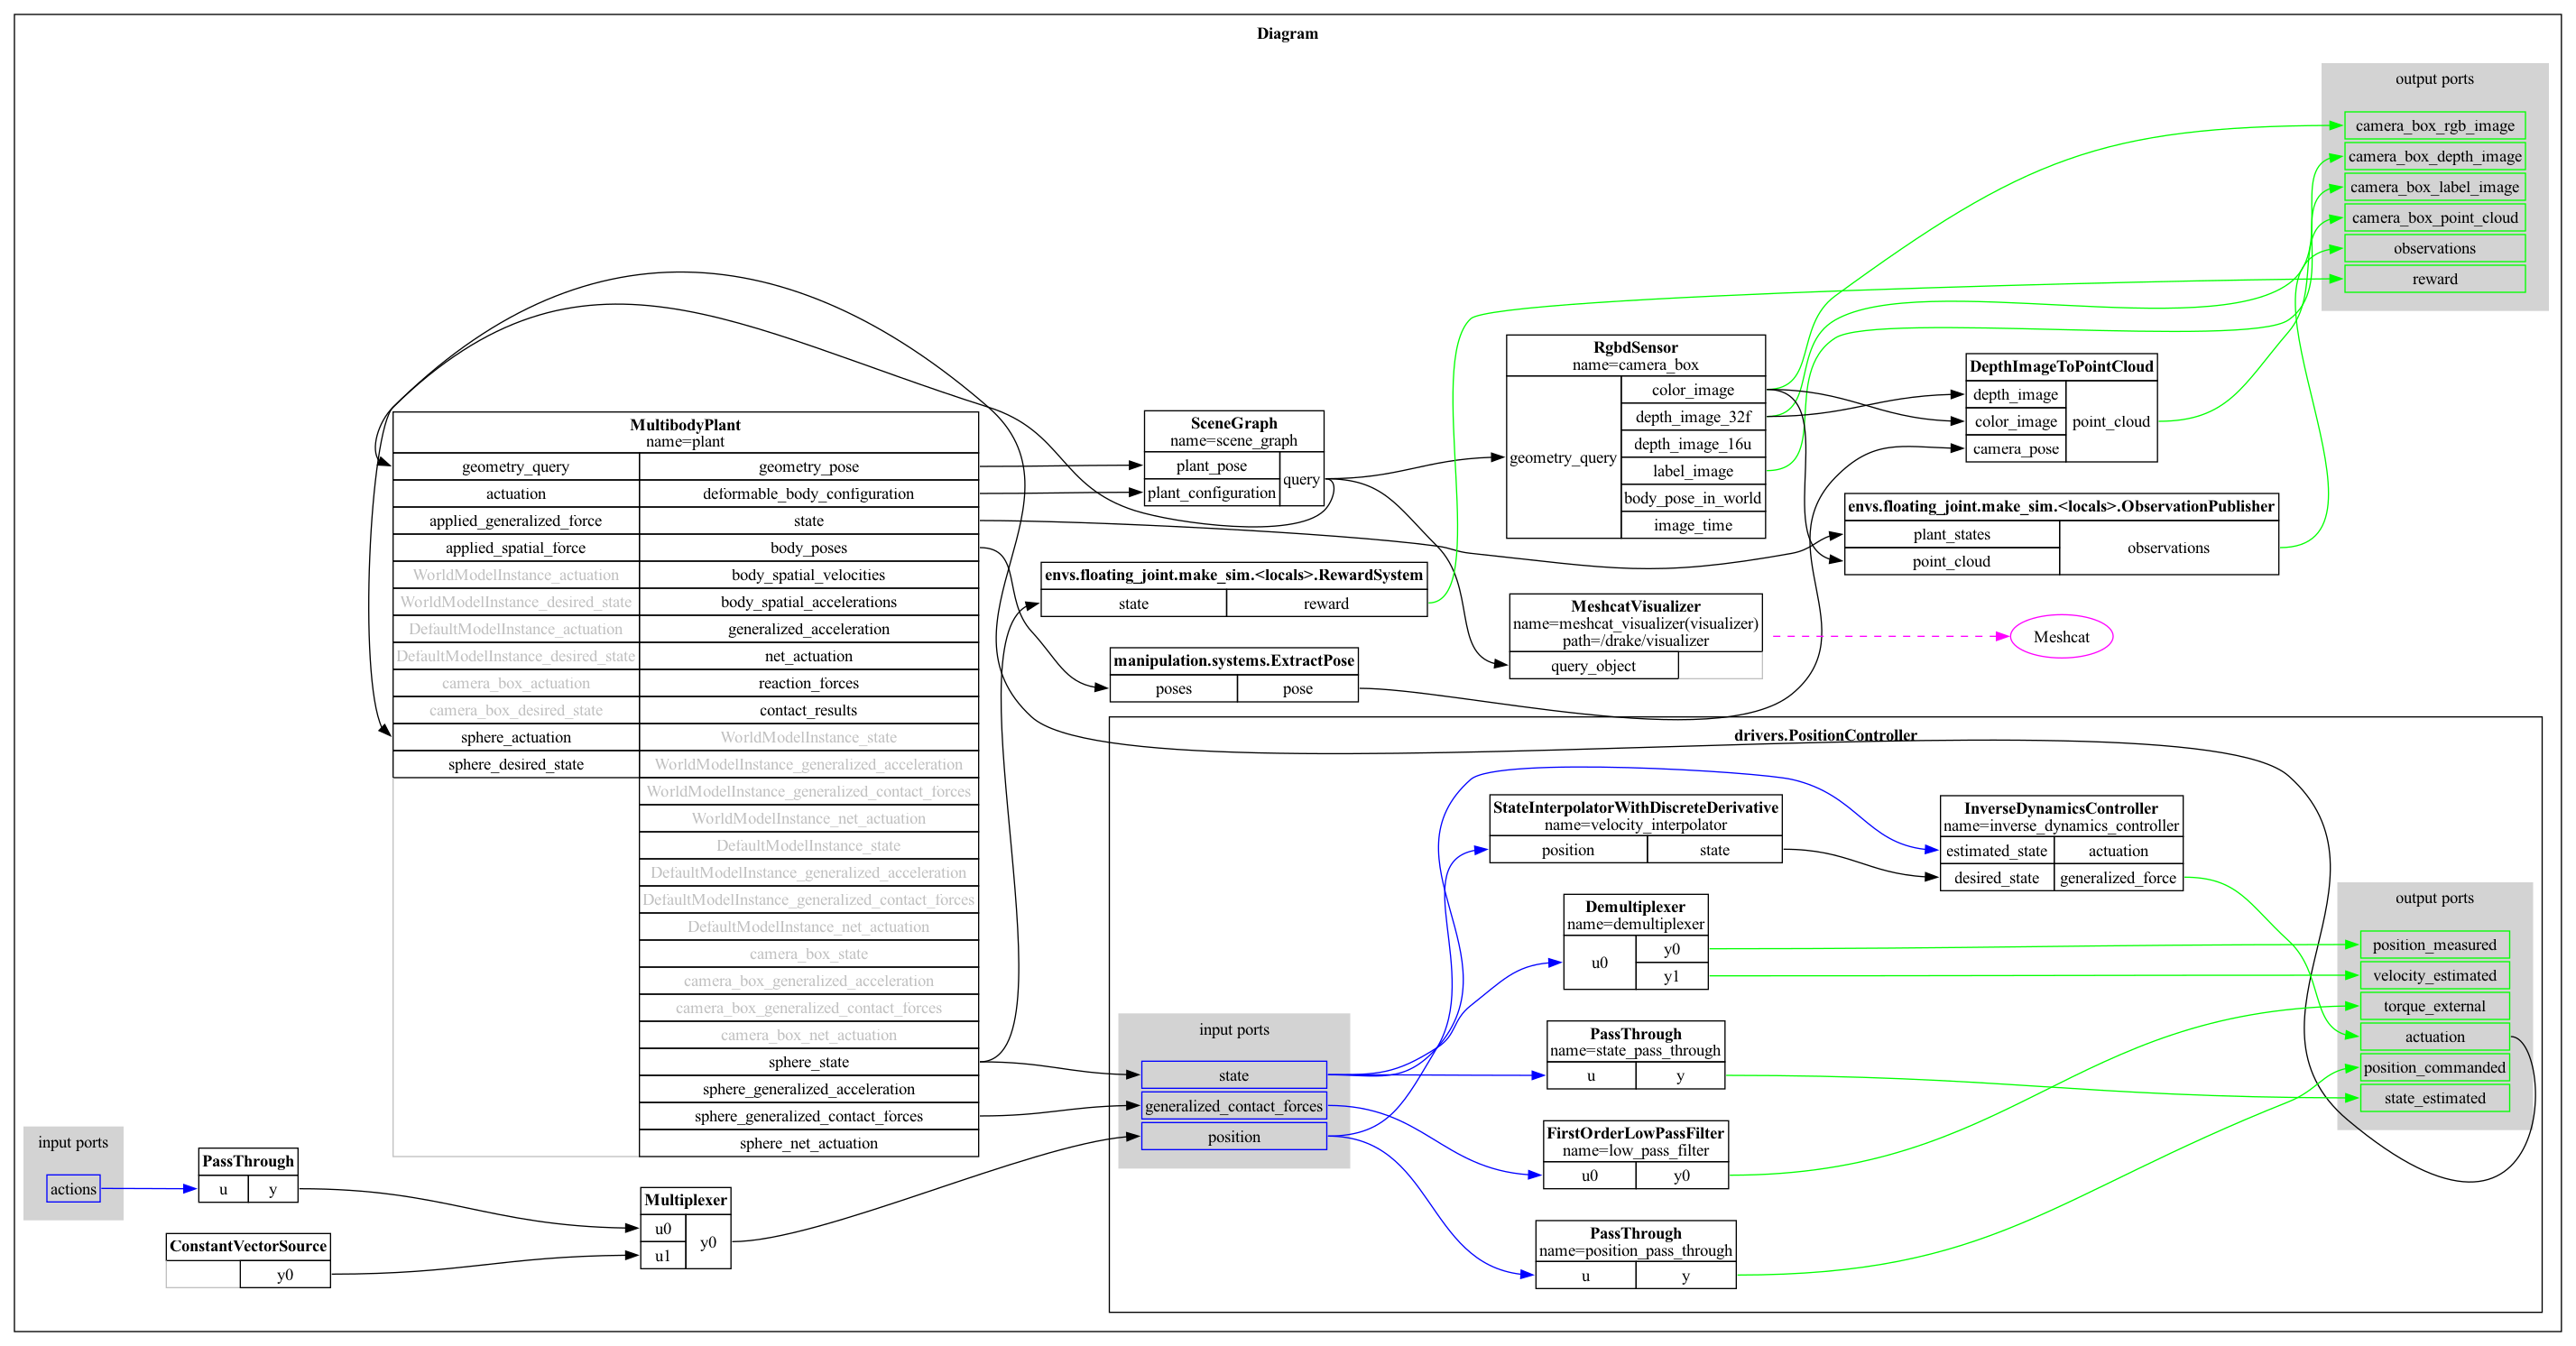 Diagram
output ports
camera_box_rgb_image
camera_box_depth_image
camera_box_label_image
camera_box_point_cloud
observations
reward
RgbdSensor
name=camera_box
geometry_query
color_image
depth_image_32f
depth_image_16u
label_image
body_pose_in_world
image_time
DepthImageToPointCloud
depth_image
color_image
camera_pose
point_cloud
MultibodyPlant
name=plant
geometry_query
actuation
applied_generalized_force
applied_spatial_force
WorldModelInstance_actuation
WorldModelInstance_desired_state
DefaultModelInstance_actuation
DefaultModelInstance_desired_state
camera_box_actuation
camera_box_desired_state
sphere_actuation
sphere_desired_state
geometry_pose
deformable_body_configuration
state
body_poses
body_spatial_velocities
body_spatial_accelerations
generalized_acceleration
net_actuation
reaction_forces
contact_results
WorldModelInstance_state
WorldModelInstance_generalized_acceleration
WorldModelInstance_generalized_contact_forces
WorldModelInstance_net_actuation
DefaultModelInstance_state
DefaultModelInstance_generalized_acceleration
DefaultModelInstance_generalized_contact_forces
DefaultModelInstance_net_actuation
camera_box_state
camera_box_generalized_acceleration
camera_box_generalized_contact_forces
camera_box_net_actuation
sphere_state
sphere_generalized_acceleration
sphere_generalized_contact_forces
sphere_net_actuation
SceneGraph
name=scene_graph
plant_pose
plant_configuration
query
envs.floating_joint.make_sim.<locals>.ObservationPublisher
plant_states
point_cloud
observations
envs.floating_joint.make_sim.<locals>.RewardSystem
state
reward
MeshcatVisualizer
name=meshcat_visualizer(visualizer)
path=/drake/visualizer
query_object
Meshcat
manipulation.systems.ExtractPose
poses
pose
drivers.PositionController
StateInterpolatorWithDiscreteDerivative
name=velocity_interpolator
position
state
InverseDynamicsController
name=inverse_dynamics_controller
estimated_state
desired_state
actuation
generalized_force
Demultiplexer
name=demultiplexer
u0
y0
y1
output ports
position_measured
velocity_estimated
torque_external
actuation
position_commanded
state_estimated
input ports
state
generalized_contact_forces
position
PassThrough
name=state_pass_through
u
y
FirstOrderLowPassFilter
name=low_pass_filter
u0
y0
PassThrough
name=position_pass_through
u
y
input ports
actions
PassThrough
u
y
ConstantVectorSource
y0
Multiplexer
u0
u1
y0